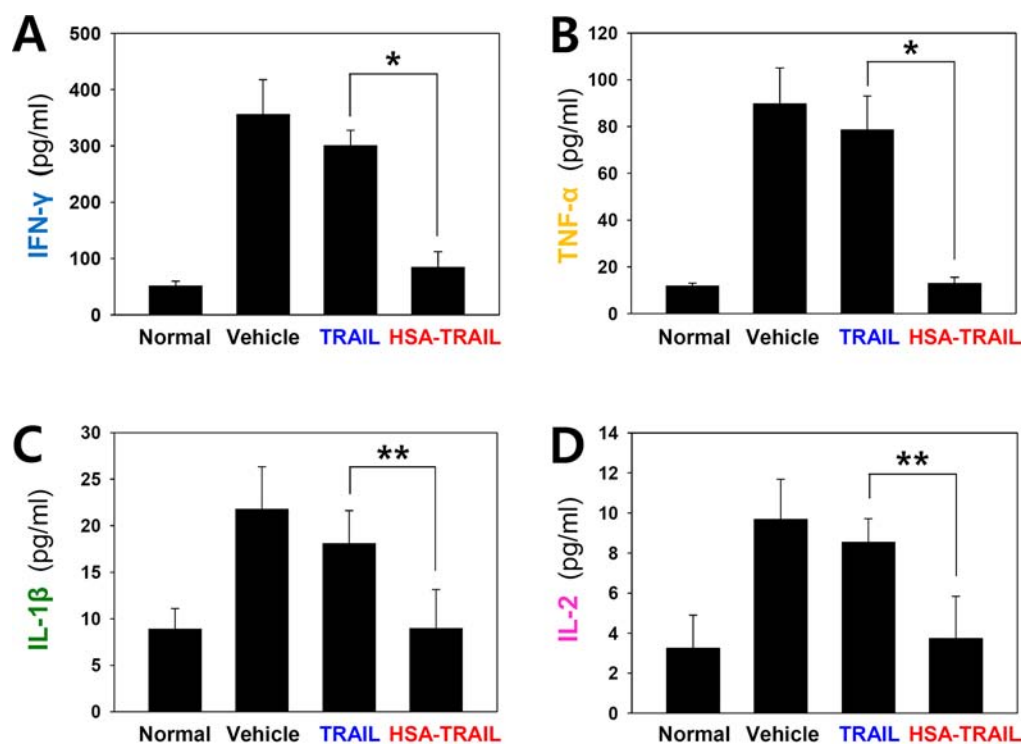 A
IFN-γ (pg/ml)
500
400
300
200
100
0
*
Normal Vehicle TRAIL HSA-TRAIL
B
TNF-α (pg/ml)
120
100
80
60
40
20
0
*
Normal Vehicle TRAIL HSA-TRAIL
C
IL-1β (pg/ml)
30
25
20
15
10
5
0
**
Normal Vehicle TRAIL HSA-TRAIL
D
IL-2 (pg/ml)
14
12
10
8
6
4
2
0
**
Normal Vehicle TRAIL HSA-TRAIL